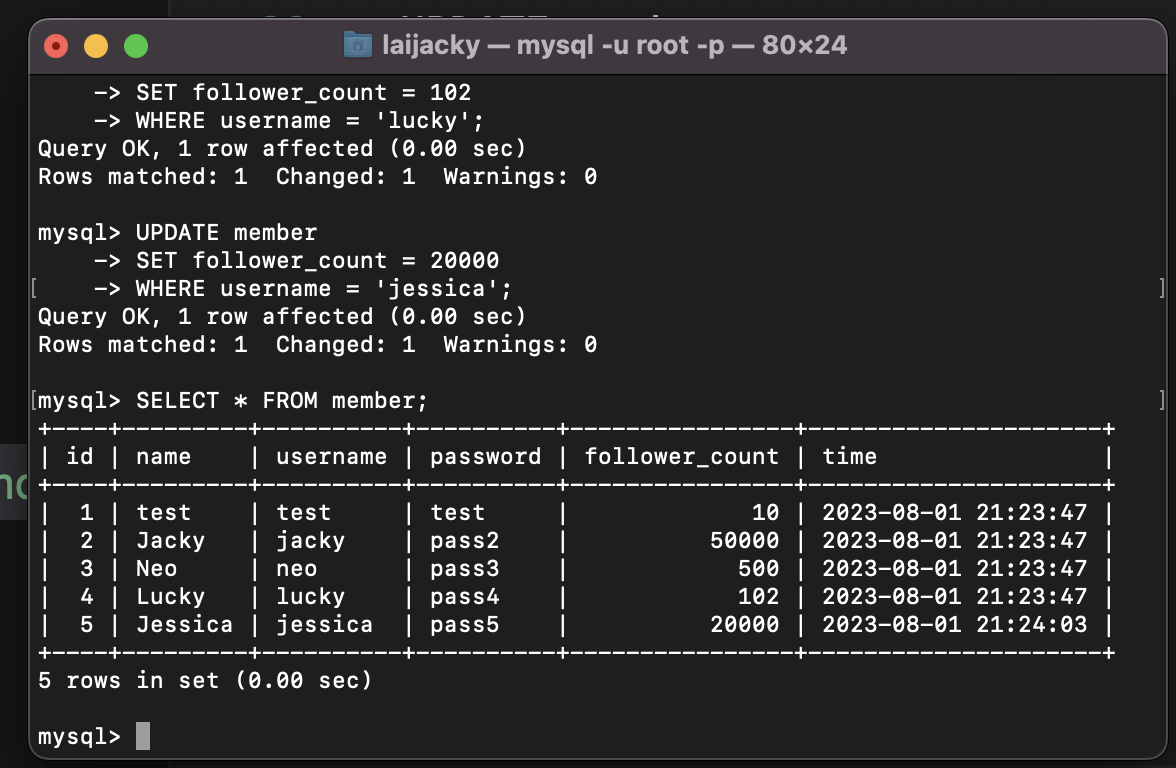 laijacky — mysql -u root -p — 80×24
    -> SET follower_count = 102
    -> WHERE username = 'lucky';
Query OK, 1 row affected (0.00 sec)
Rows matched: 1  Changed: 1  Warnings: 0
mysql> UPDATE member
    -> SET follower_count = 20000
[    -> WHERE username = 'jessica'; ]
Query OK, 1 row affected (0.00 sec)
Rows matched: 1  Changed: 1  Warnings: 0
[mysql> SELECT * FROM member; ]
+----+---------+----------+----------+----------------+---------------------+
| id | name    | username | password | follower_count | time                |
+----+---------+----------+----------+----------------+---------------------+
|  1 | test    | test     | test     |             10 | 2023-08-01 21:23:47 |
|  2 | Jacky   | jacky    | pass2    |          50000 | 2023-08-01 21:23:47 |
|  3 | Neo     | neo      | pass3    |            500 | 2023-08-01 21:23:47 |
|  4 | Lucky   | lucky    | pass4    |            102 | 2023-08-01 21:23:47 |
|  5 | Jessica | jessica  | pass5    |          20000 | 2023-08-01 21:24:03 |
+----+---------+----------+----------+----------------+---------------------+
5 rows in set (0.00 sec)
mysql>